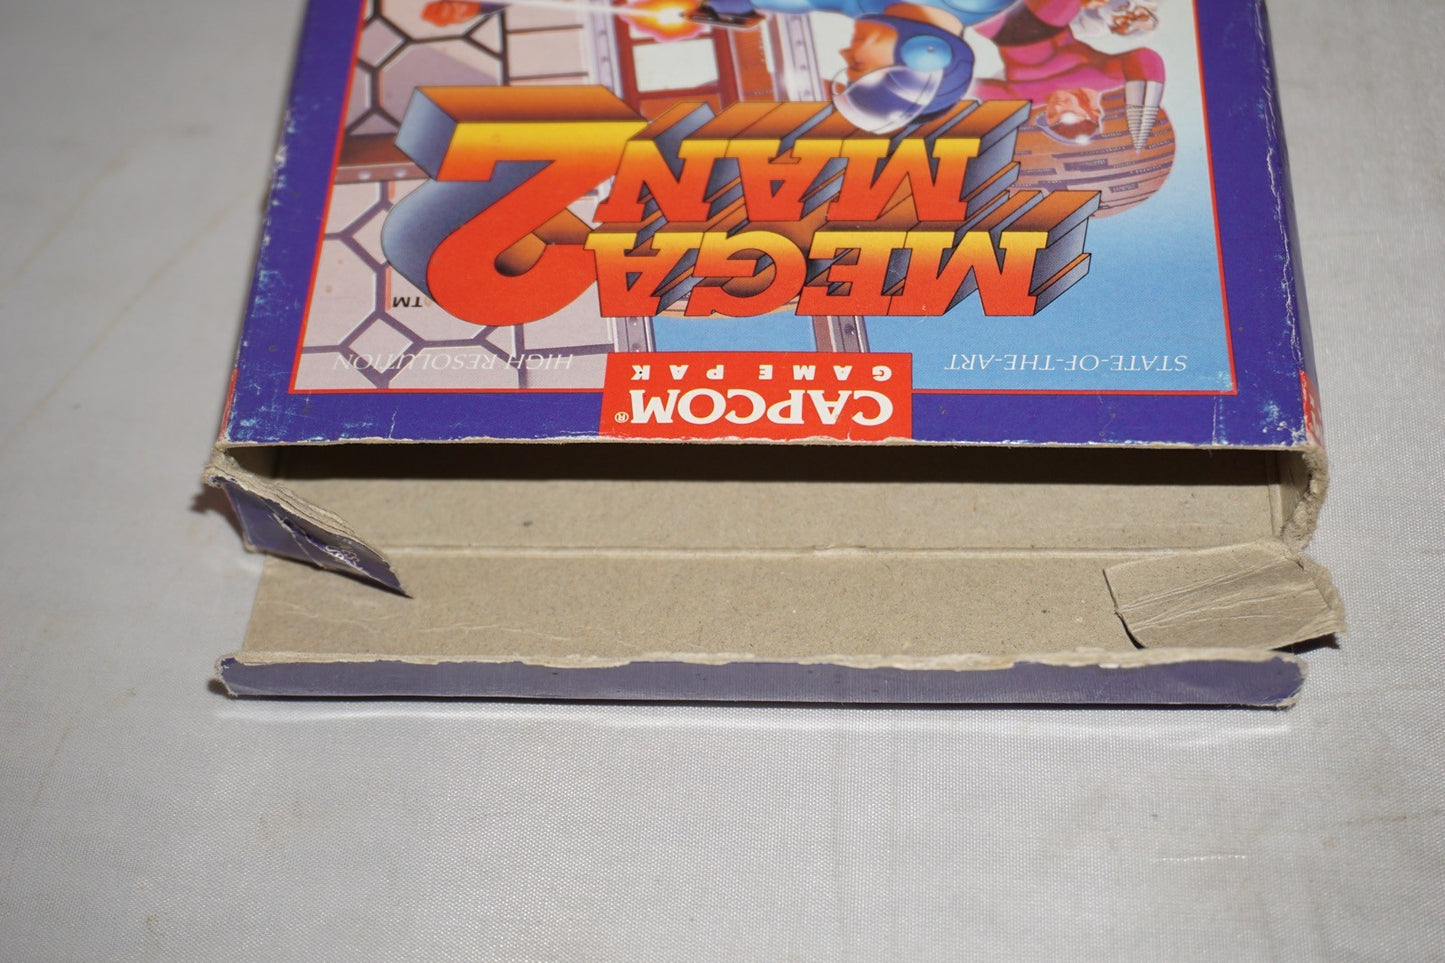 CAPCOM®
GAME PAK
STATE-OF-THE-ART
HIGH RESOLUTION
MEGA
MAN 2
TM